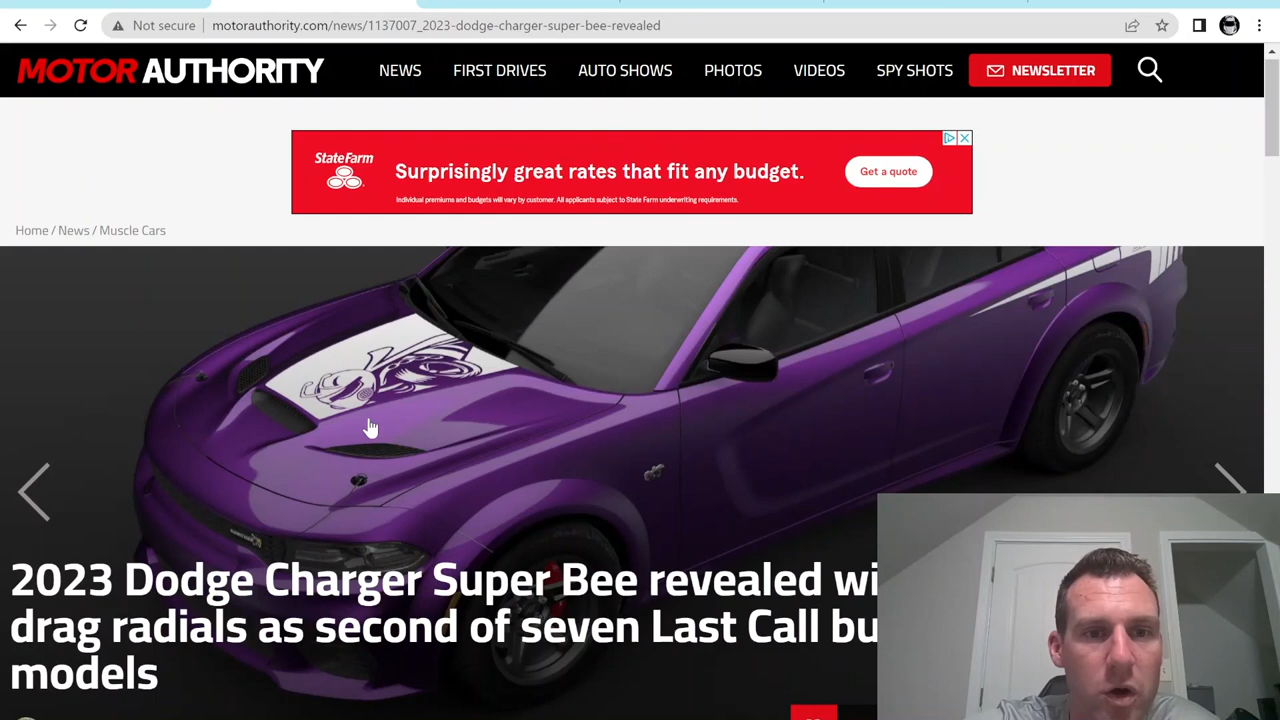 Not secure
motorauthority.com/news/1137007_2023-dodge-charger-super-bee-revealed
MOTOR AUTHORITY
NEWS
FIRST DRIVES
AUTO SHOWS
PHOTOS
VIDEOS
SPY SHOTS
NEWSLETTER
StateFarm
Surprisingly great rates that fit any budget.
Individual premiums and budgets will vary by customer. All applicants subject to State Farm underwriting requirements.
Get a quote
Home / News / Muscle Cars
2023 Dodge Charger Super Bee revealed wi
drag radials as second of seven Last Call bu
models